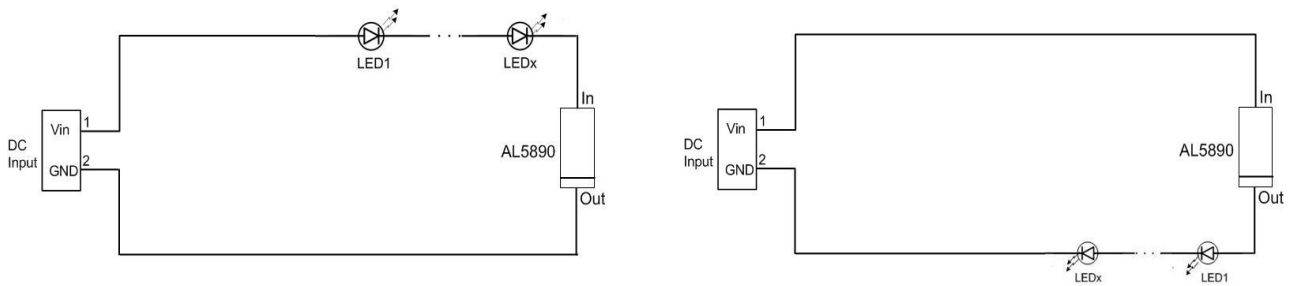 LED1
LEDx
In
DC
Input
Vin
1
GND
2
AL5890
Out
In
DC
Input
Vin
1
GND
2
AL5890
Out
LEDx
LED1